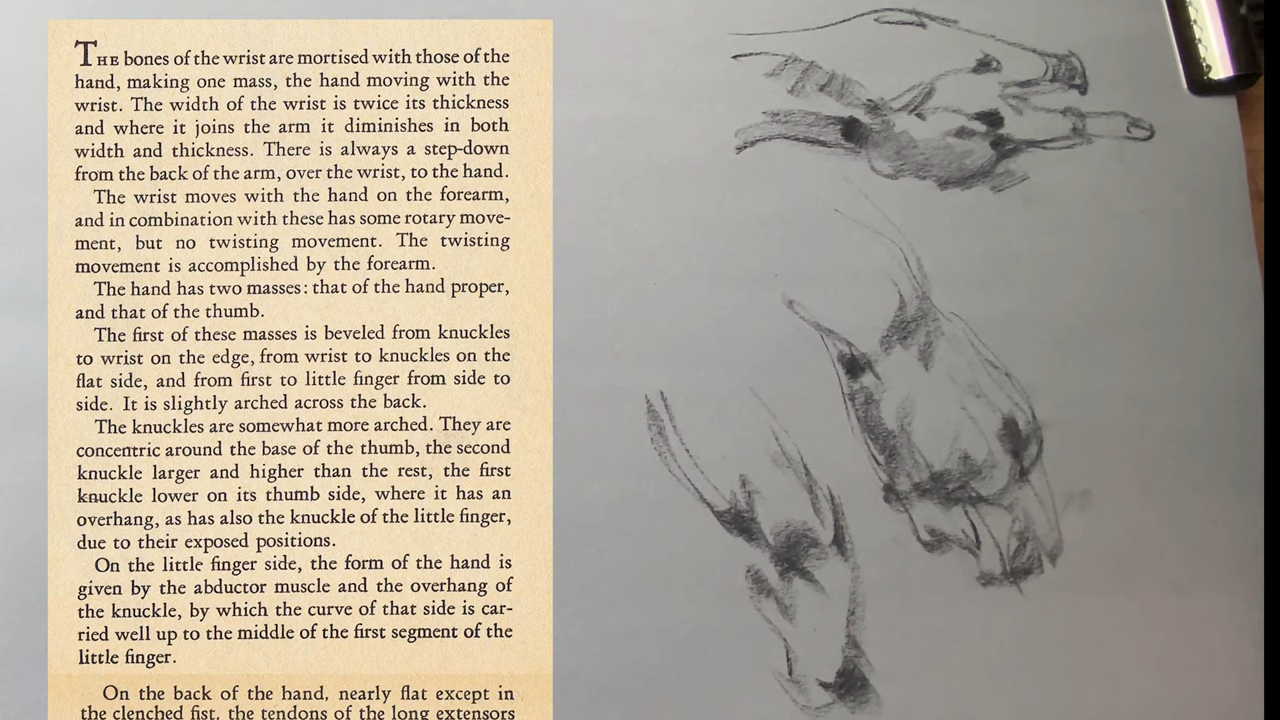 THE bones of the wrist are mortised with those of the
hand, making one mass, the hand moving with the
wrist. The width of the wrist is twice its thickness
and where it joins the arm it diminishes in both
width and thickness. There is always a step-down
from the back of the arm, over the wrist, to the hand.
The wrist moves with the hand on the forearm,
and in combination with these has some rotary move-
ment, but no twisting movement. The twisting
movement is accomplished by the forearm.
The hand has two masses: that of the hand proper,
and that of the thumb.
The first of these masses is beveled from knuckles
to wrist on the edge, from wrist to knuckles on the
flat side, and from first to little finger from side to
side. It is slightly arched across the back.
The knuckles are somewhat more arched. They are
concentric around the base of the thumb, the second
knuckle larger and higher than the rest, the first
knuckle lower on its thumb side, where it has an
overhang, as has also the knuckle of the little finger,
due to their exposed positions.
On the little finger side, the form of the hand is
given by the abductor muscle and the overhang of
the knuckle, by which the curve of that side is car-
ried well up to the middle of the first segment of the
little finger.
On the back of the hand, nearly flat except in
the clenched fist, the tendons of the long extensors